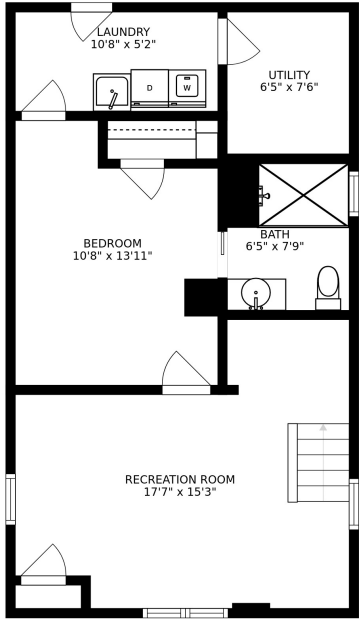 LAUNDRY
10'8" x 5'2"
D
W
UTILITY
6'5" x 7'6"
BATH
6'5" x 7'9"
BEDROOM
10'8" x 13'11"
RECREATION ROOM
17'7" x 15'3"